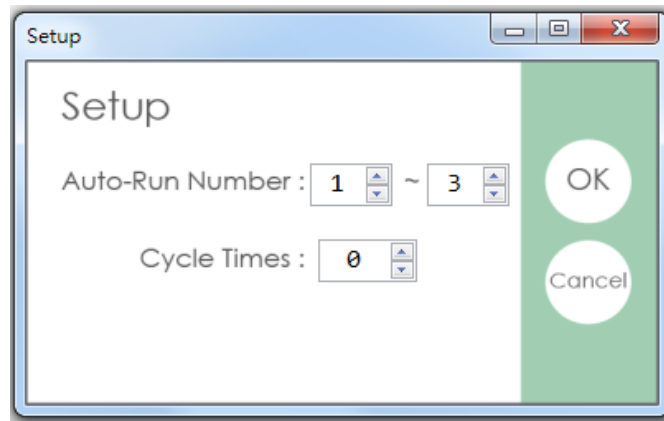 Setup
Setup
Auto-Run Number : 1 ~ 3
OK
Cycle Times : 0
Cancel